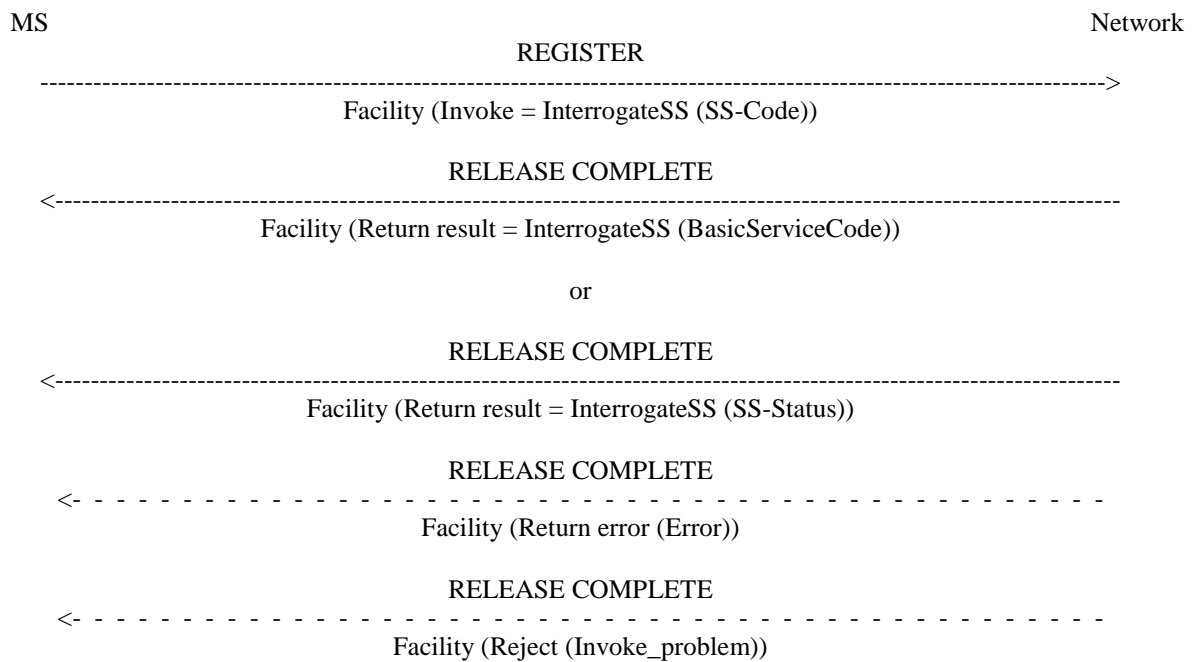 MS Network
REGISTER
------------------------------------------------------------------------------------------------------------------------>
Facility (Invoke = InterrogateSS (SS-Code))
RELEASE COMPLETE
<------------------------------------------------------------------------------------------------------------------------
Facility (Return result = InterrogateSS (BasicServiceCode))
or
RELEASE COMPLETE
<------------------------------------------------------------------------------------------------------------------------
Facility (Return result = InterrogateSS (SS-Status))
RELEASE COMPLETE
<- - - - - - - - - - - - - - - - - - - - - - - - - - - - - - - - - - - - - - - - - - - - - - - - - - - -
Facility (Return error (Error))
RELEASE COMPLETE
<- - - - - - - - - - - - - - - - - - - - - - - - - - - - - - - - - - - - - - - - - - - - - - - - - - - -
Facility (Reject (Invoke_problem))